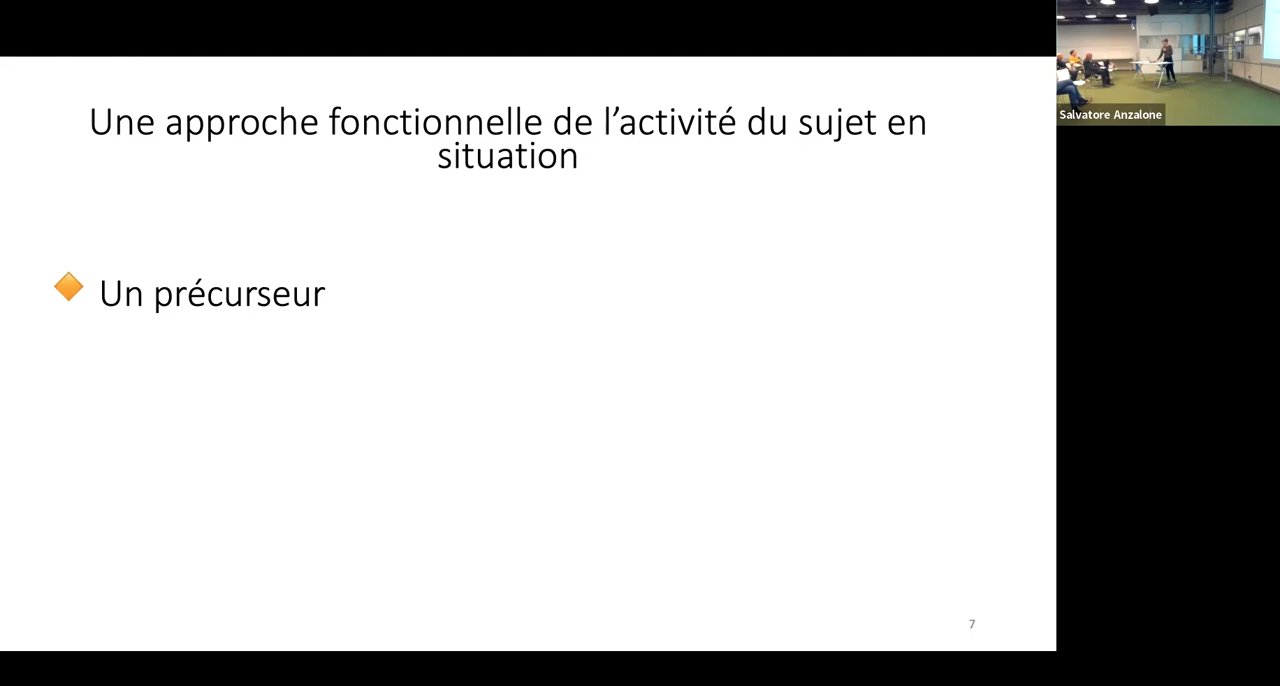 Une approche fonctionnelle de l’activité du sujet en
situation
Un précurseur
7
Salvatore Anzalone